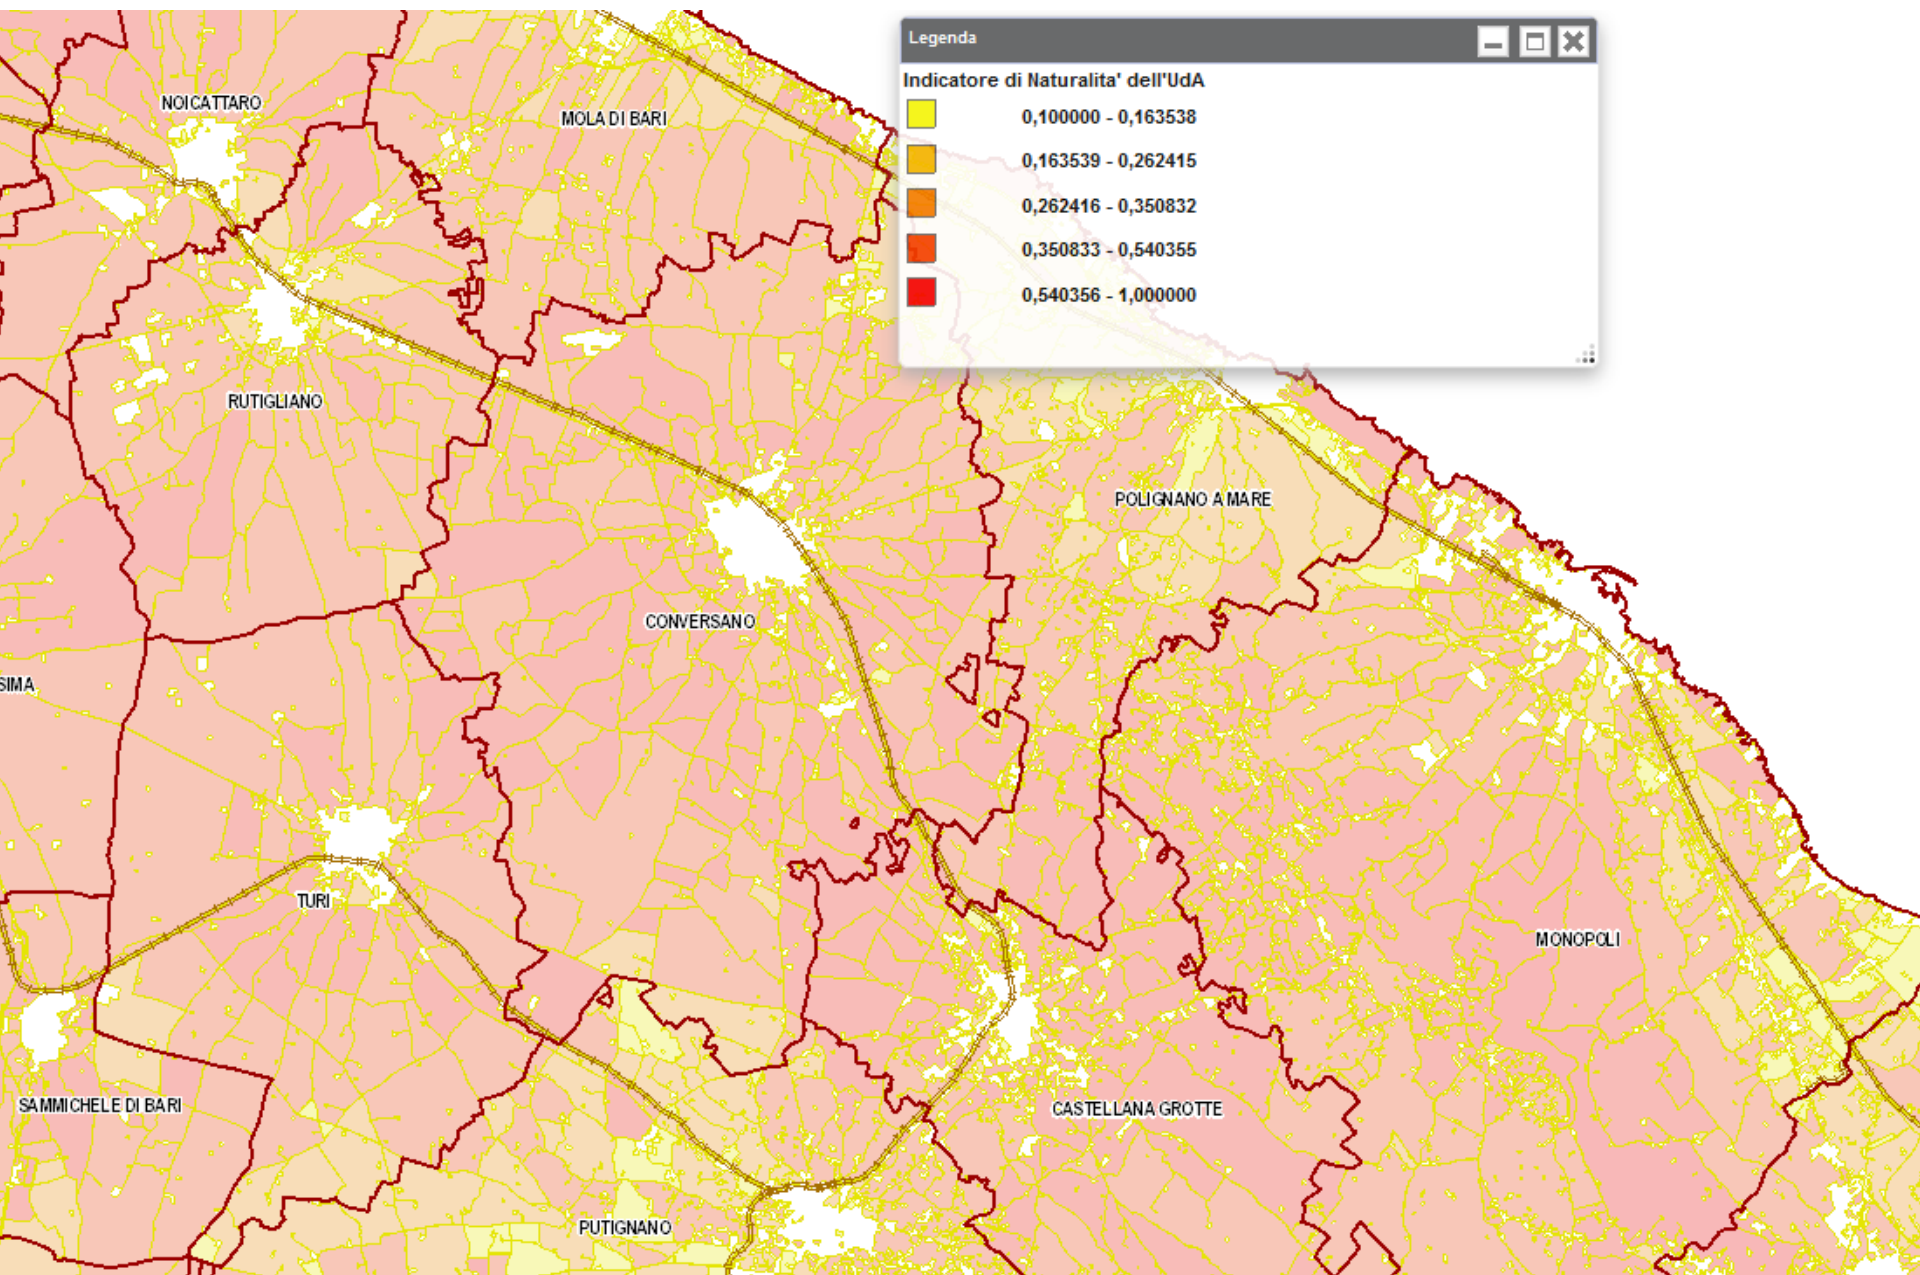 Legenda
Indicatore di Naturalita' dell'UdA
0,100000 - 0,163538
0,163539 - 0,262415
0,262416 - 0,350832
0,350833 - 0,540355
0,540356 - 1,000000
NOICATTARO
MOLA DI BARI
RUTIGLIANO
POLIGNANO A MARE
CONVERSANO
SIMA
TURI
MONOPOLI
SAMMICHELE DI BARI
CASTELLANA GROTTE
PUTIGNANO